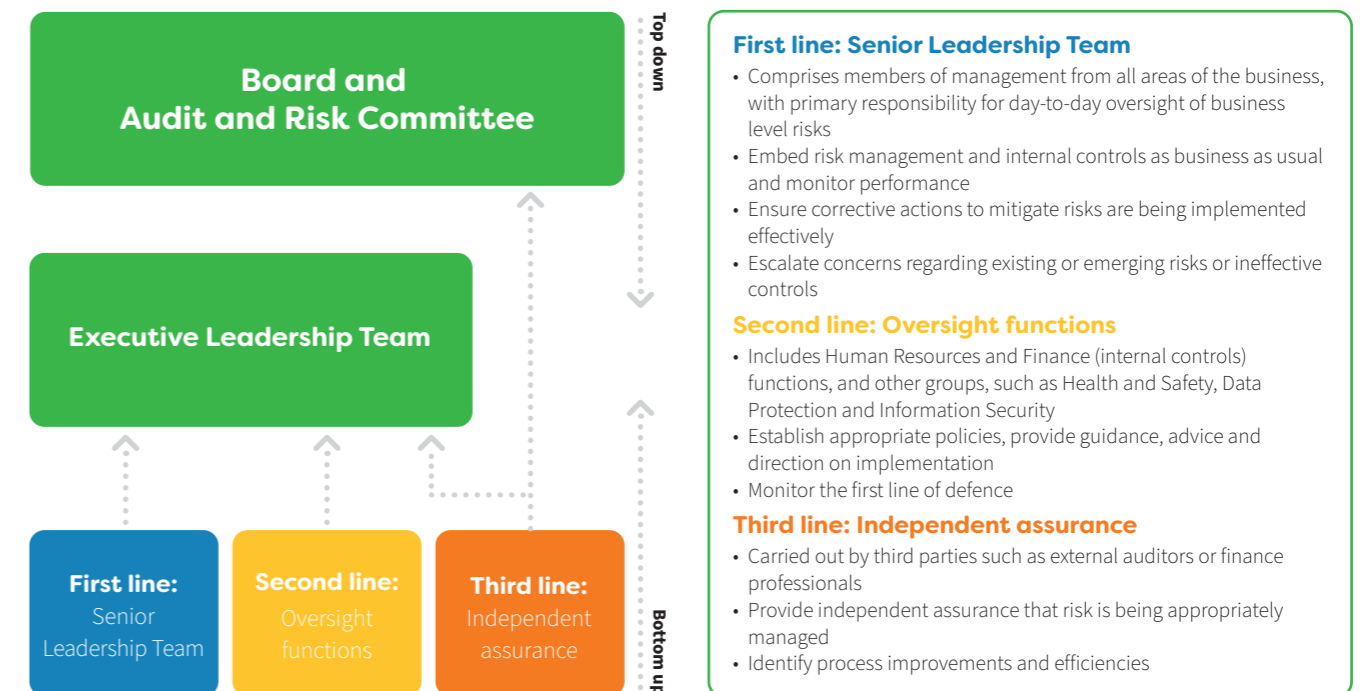 Board and
Audit and Risk Committee
Top down
Executive Leadership Team
First line:
Senior
Leadership Team
Second line:
Oversight
functions
Third line:
Independent
assurance
Bottom up
First line: Senior Leadership Team
• Comprises members of management from all areas of the business,
with primary responsibility for day-to-day oversight of business
level risks
• Embed risk management and internal controls as business as usual
and monitor performance
• Ensure corrective actions to mitigate risks are being implemented
effectively
• Escalate concerns regarding existing or emerging risks or ineffective
controls
Second line: Oversight functions
• Includes Human Resources and Finance (internal controls)
functions, and other groups, such as Health and Safety, Data
Protection and Information Security
• Establish appropriate policies, provide guidance, advice and
direction on implementation
• Monitor the first line of defence
Third line: Independent assurance
• Carried out by third parties such as external auditors or finance
professionals
• Provide independent assurance that risk is being appropriately
managed
• Identify process improvements and efficiencies